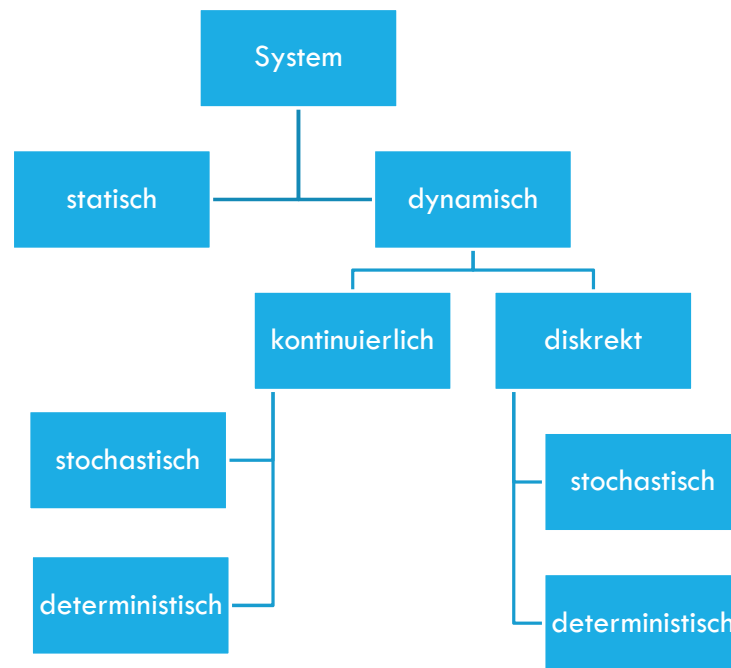 System
statisch
dynamisch
kontinuierlich
diskrekt
stochastisch
stochastisch
deterministisch
deterministisch